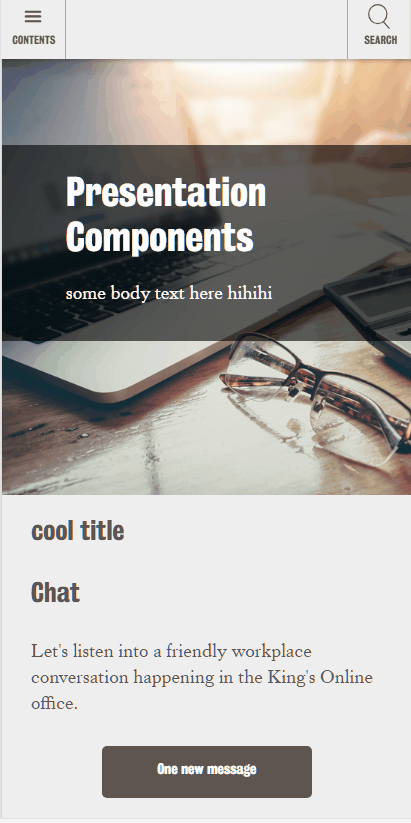 CONTENTS
SEARCH
Presentation
Components
some body text here hihihi
cool title
Chat
Let's listen into a friendly workplace
conversation happening in the King's Online
office.
One new message